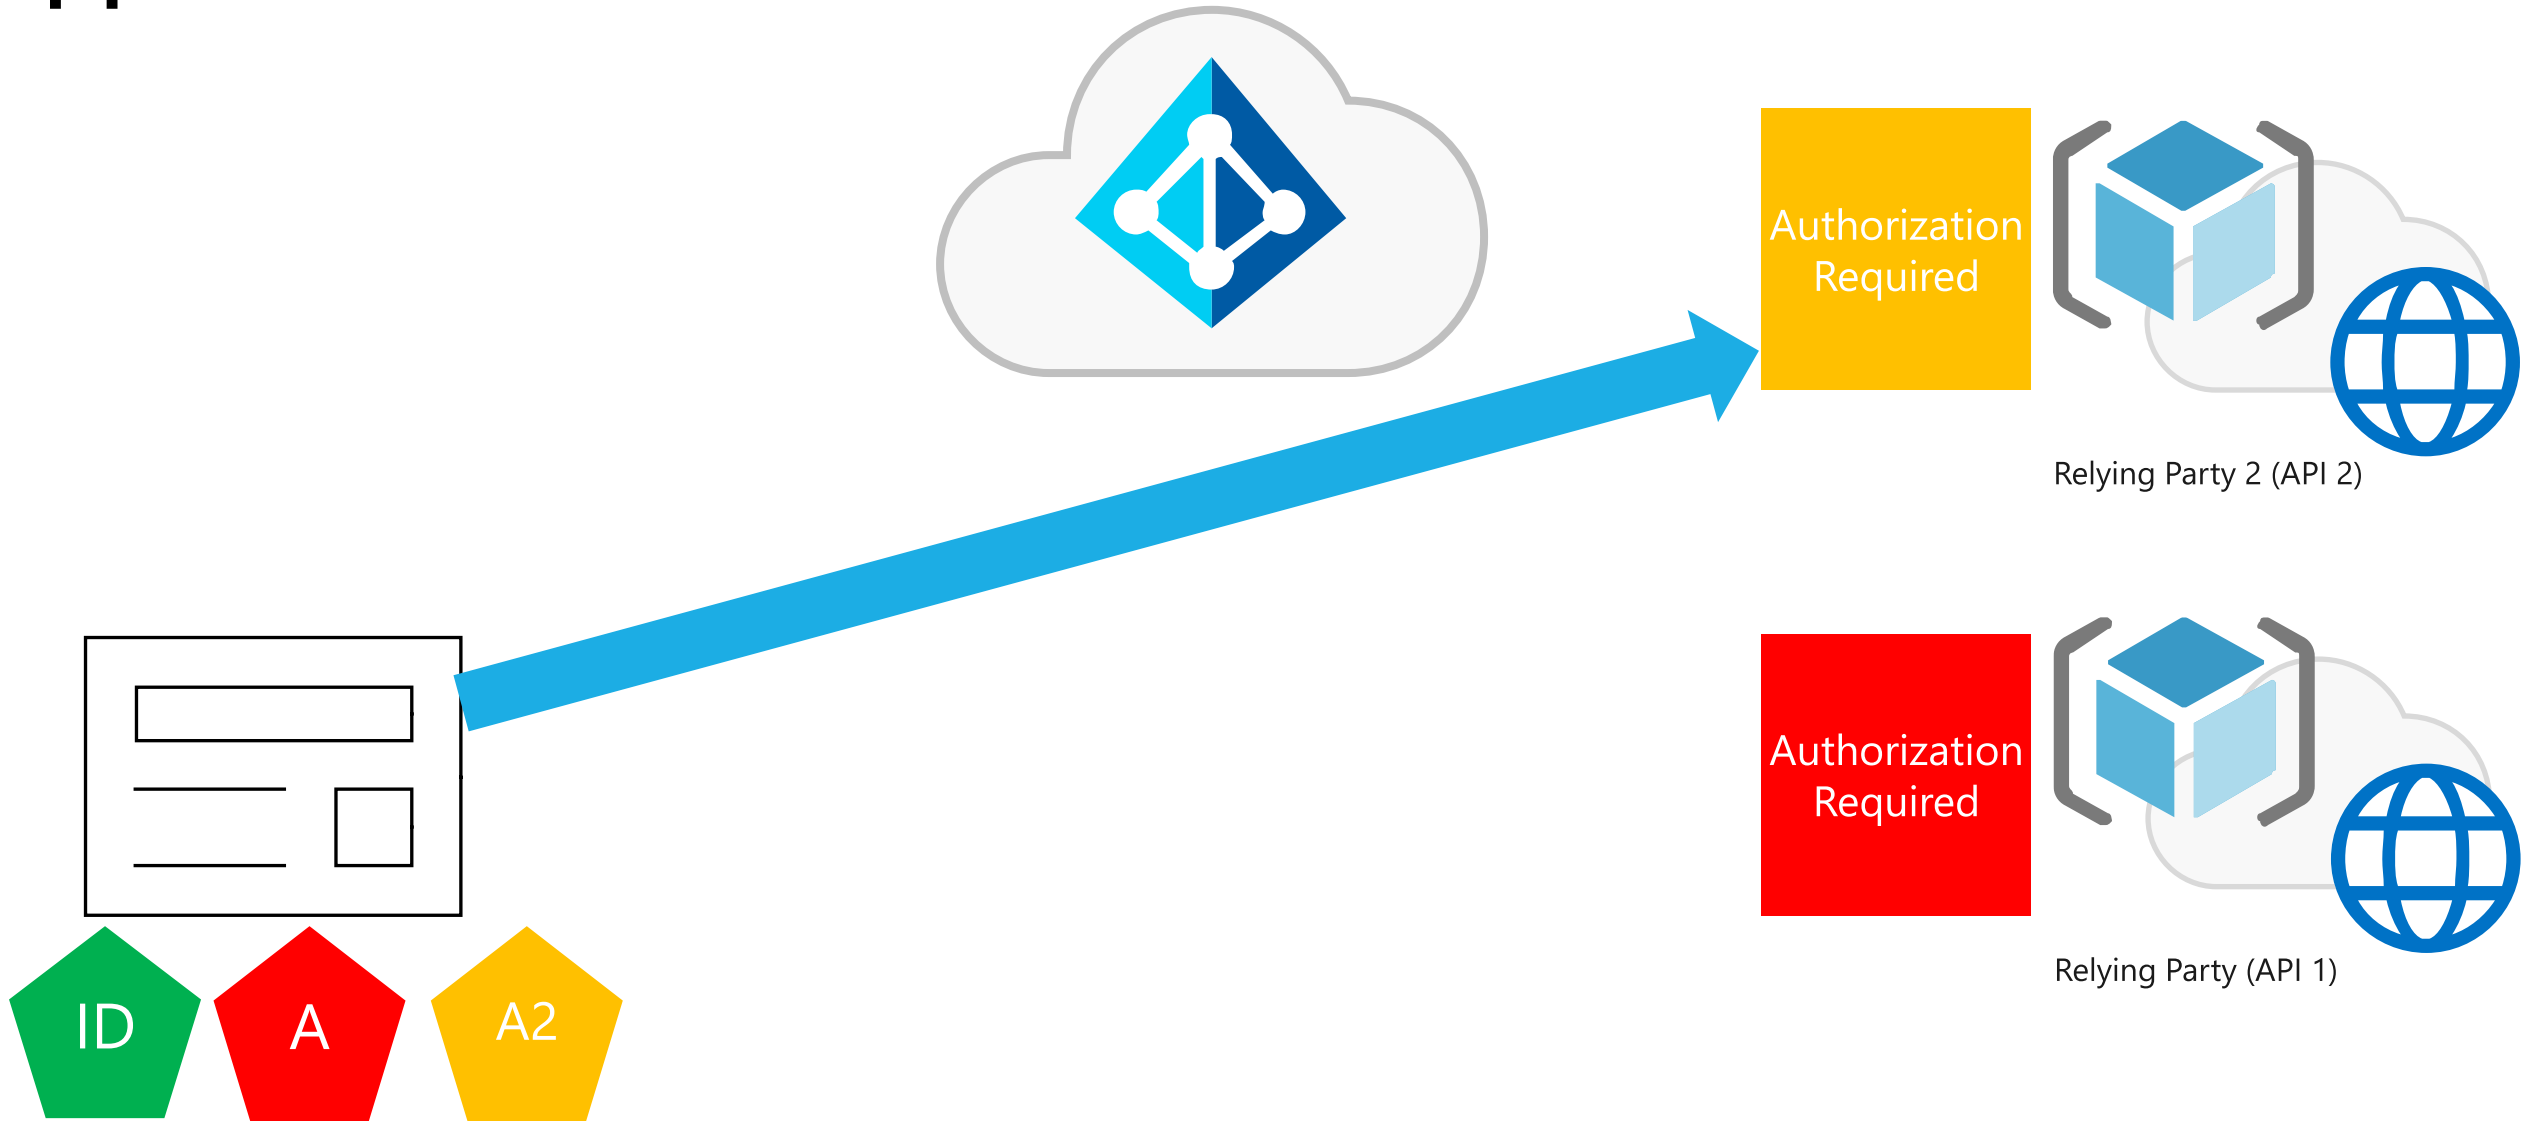 Authorization
Required
Relying Party 2 (API 2)
Authorization
Required
Relying Party (API 1)
ID
A
A2